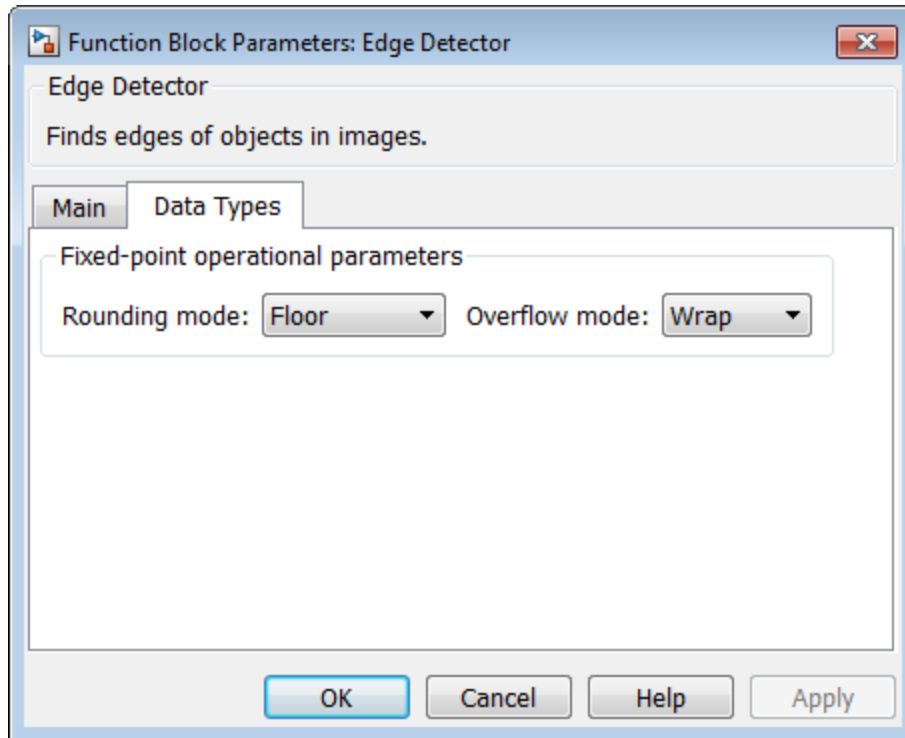 Function Block Parameters: Edge Detector
Edge Detector
Finds edges of objects in images.
Main Data Types
Fixed-point operational parameters
Rounding mode: Floor Overflow mode: Wrap
OK Cancel Help Apply